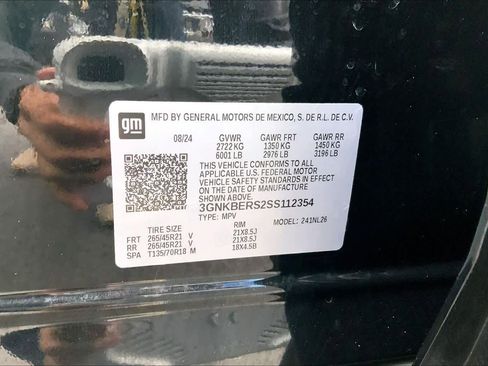 gm
MFD BY GENERAL MOTORS DE MEXICO, S. DE R.L. DE C.V.
08/24 GVWR GAWR FRT GAWR RR
2722 KG 1350 KG 1450 KG
6001 LB 2976 LB 3196 LB
THIS VEHICLE CONFORMS TO ALL
APPLICABLE U.S. FEDERAL MOTOR
VEHICLE SAFETY STANDARDS IN
EFFECT ON THE DATE OF MANUFACTURE
SHOWN ABOVE.
3GNKBERS2SS112354
TYPE: MPV MODEL: 241NL26
TIRE SIZE RIM
FRT 265/45R21 V 21X8.5J
RR 265/45R21 V 21X8.5J
SPA T135/70R18 M 18X4.5B